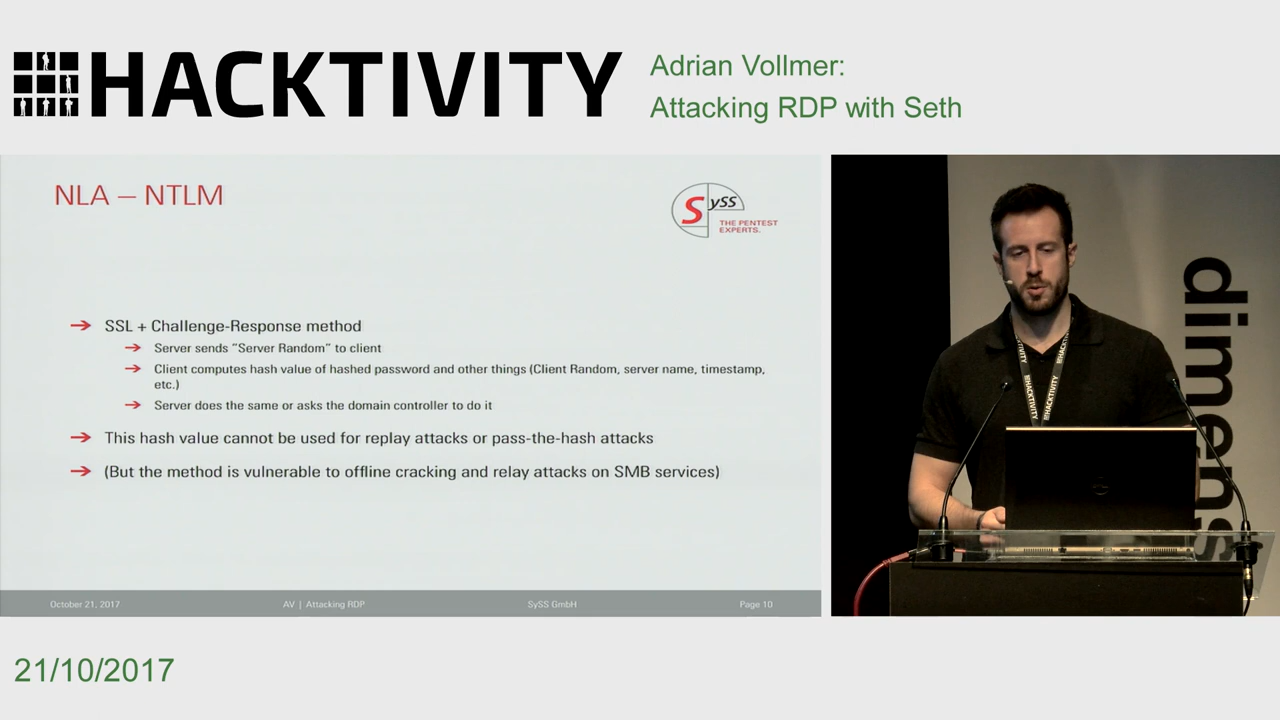 HACKTIVITY
Adrian Vollmer:
Attacking RDP with Seth
NLA – NTLM
SySS
THE PENTEST
EXPERTS.
SSL + Challenge-Response method
Server sends “Server Random” to client
Client computes hash value of hashed password and other things (Client Random, server name, timestamp,
etc.)
Server does the same or asks the domain controller to do it
This hash value cannot be used for replay attacks or pass-the-hash attacks
(But the method is vulnerable to offline cracking and relay attacks on SMB services)
October 21, 2017
AV | Attacking RDP
SySS GmbH
Page 10
dimens
HACKTIVITY
HACKTIVITY
21/10/2017